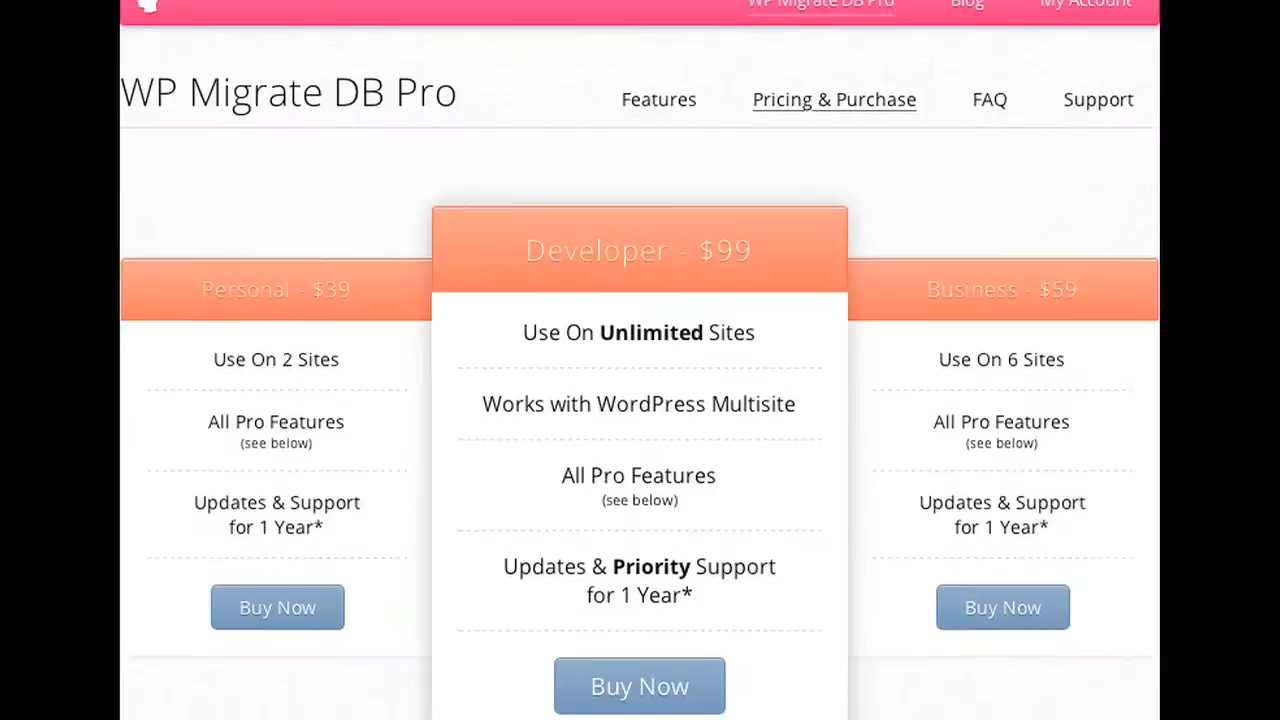 WP Migrate DB Pro
Blog
My Account
WP Migrate DB Pro
Features
Pricing & Purchase
FAQ
Support
Personal - $39
Use On 2 Sites
All Pro Features
(see below)
Updates & Support
for 1 Year*
Buy Now
Developer - $99
Use On Unlimited Sites
Works with WordPress Multisite
All Pro Features
(see below)
Updates & Priority Support
for 1 Year*
Buy Now
Business - $59
Use On 6 Sites
All Pro Features
(see below)
Updates & Support
for 1 Year*
Buy Now